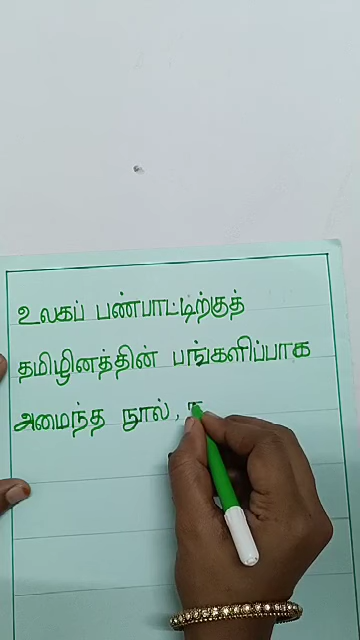 உலகப் பண்பாட்டிற்குத்
தமிழினத்தின் பங்களிப்பாக
அமைந்த நூல்,